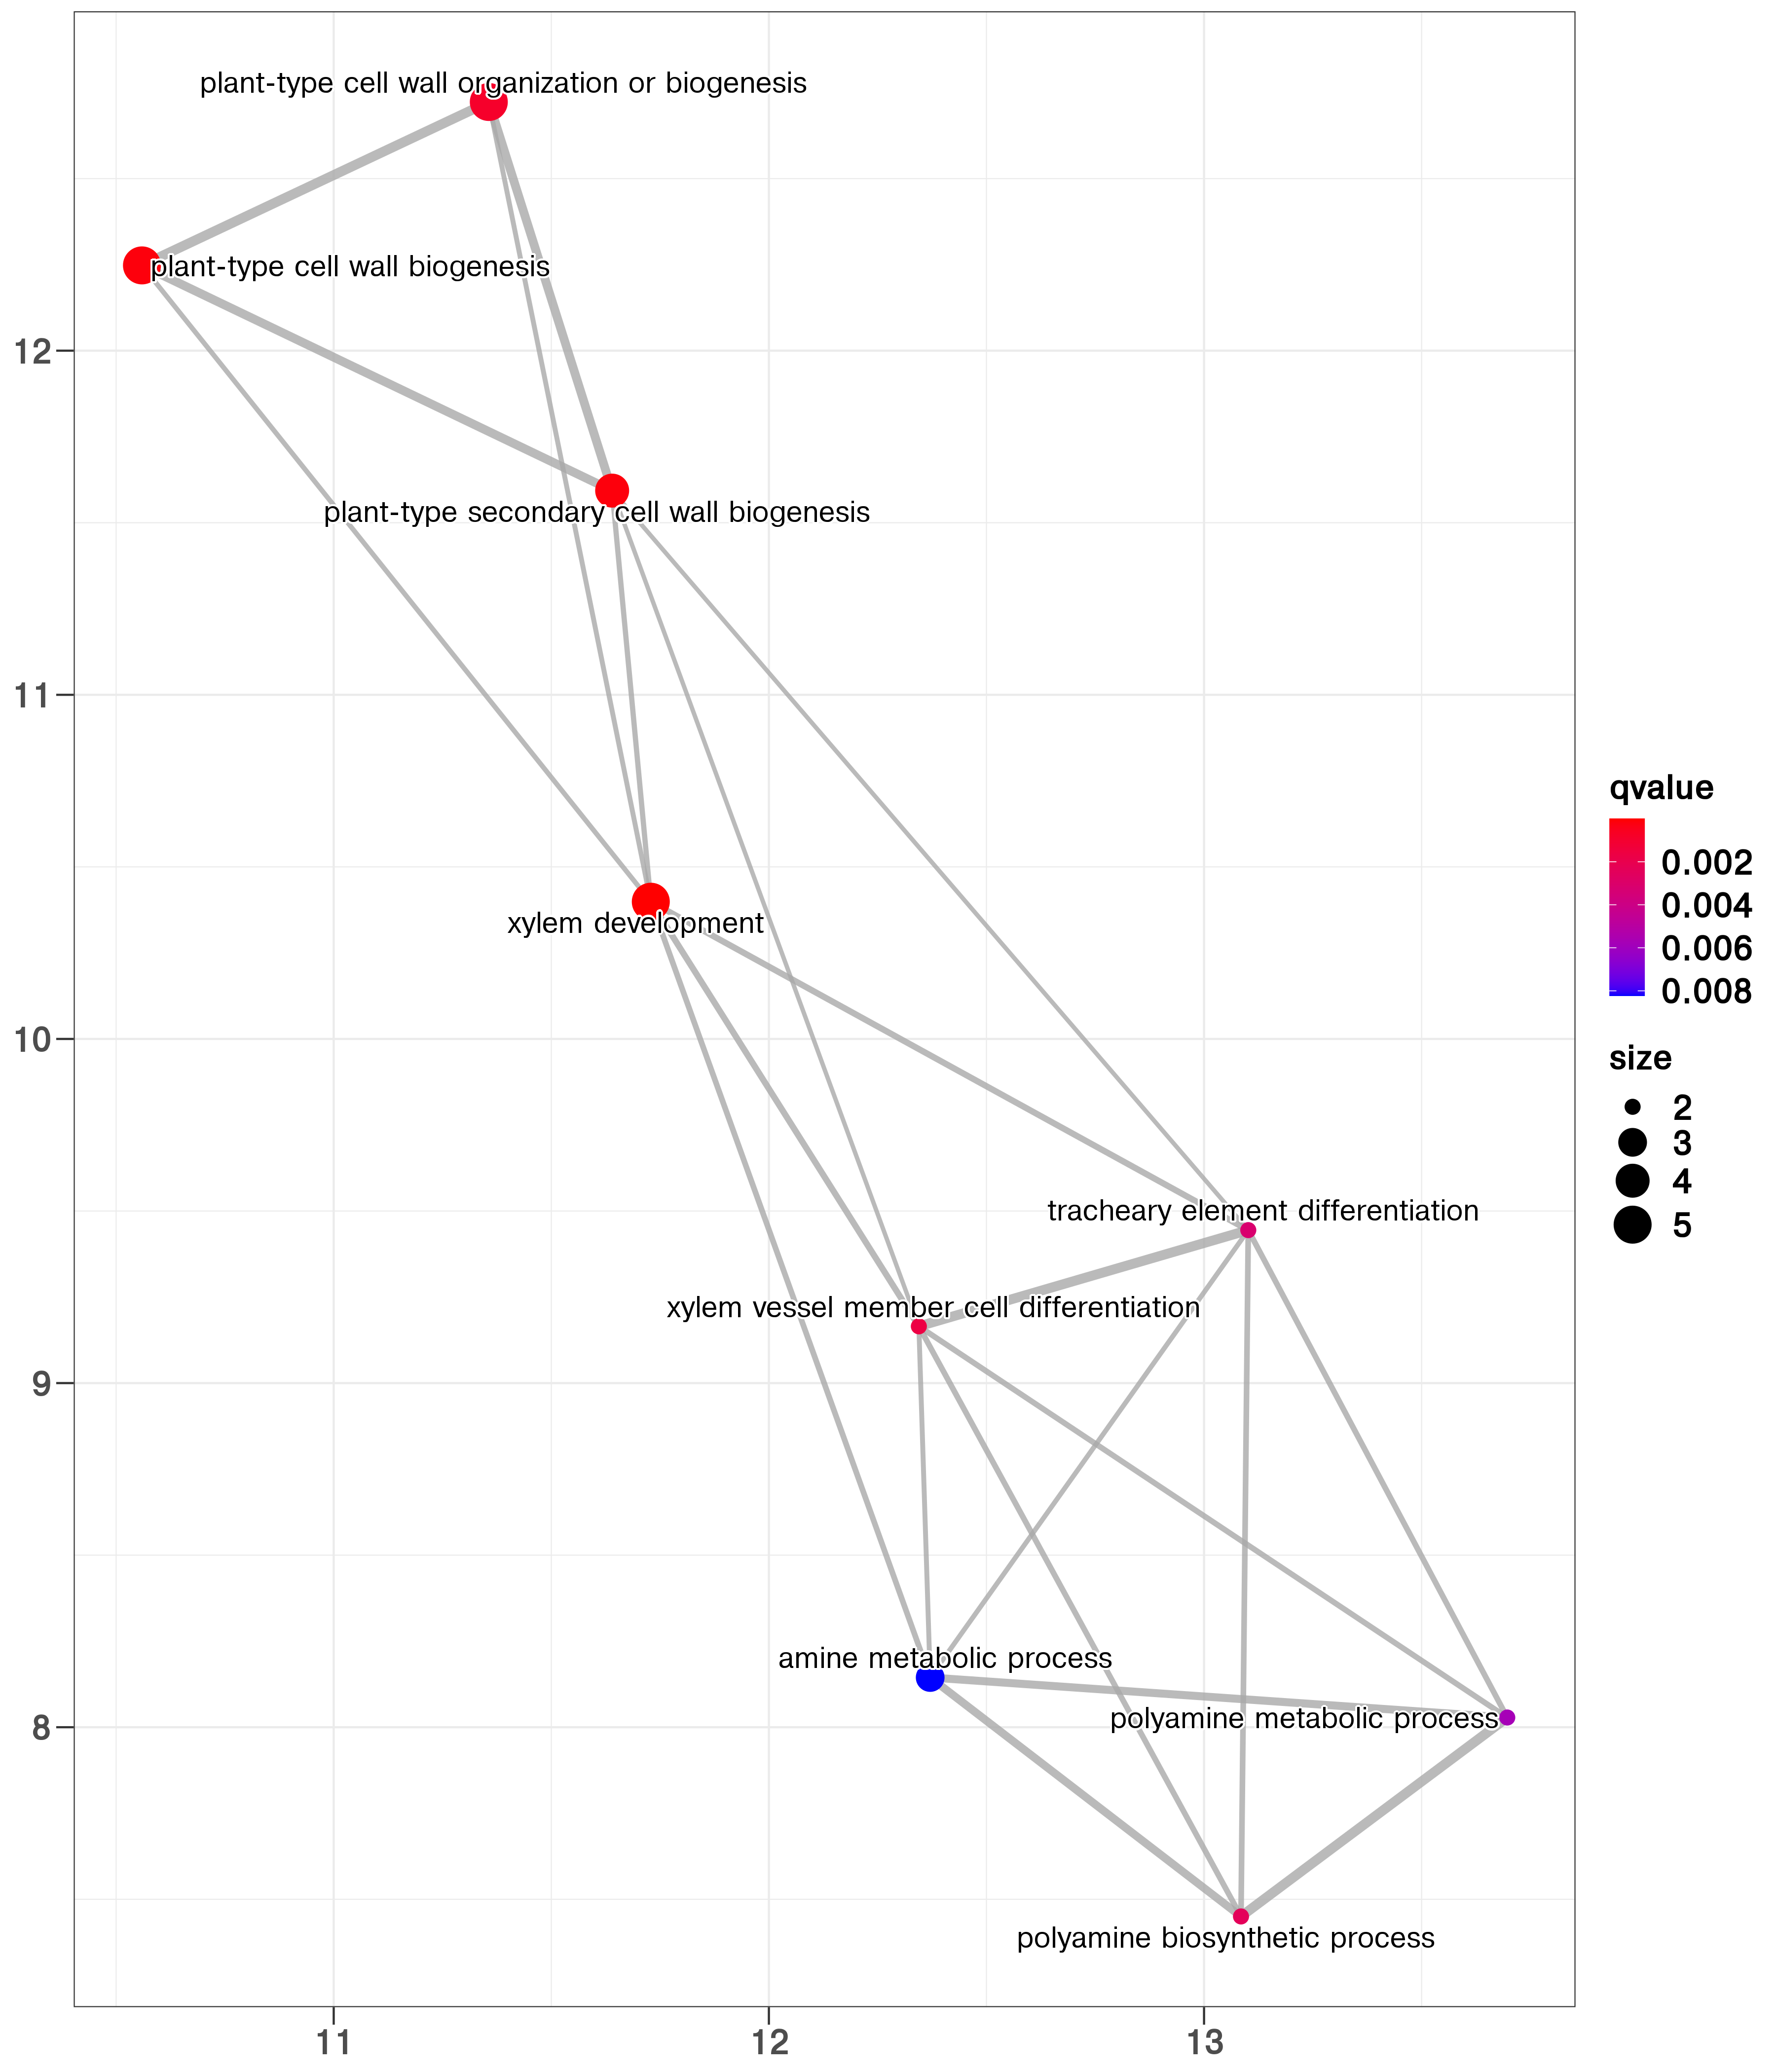 plant-type cell wall organization or biogenesis
plant-type cell wall biogenesis
12
plant-type secondary cell wall biogenesis
11
qvalue
0.002
0.004
0.006
0.008
xylem development
10
size
2
3
4
5
tracheary element differentiation
xylem vessel member cell differentiation
9
amine metabolic process
polyamine metabolic process
8
polyamine biosynthetic process
11
12
13